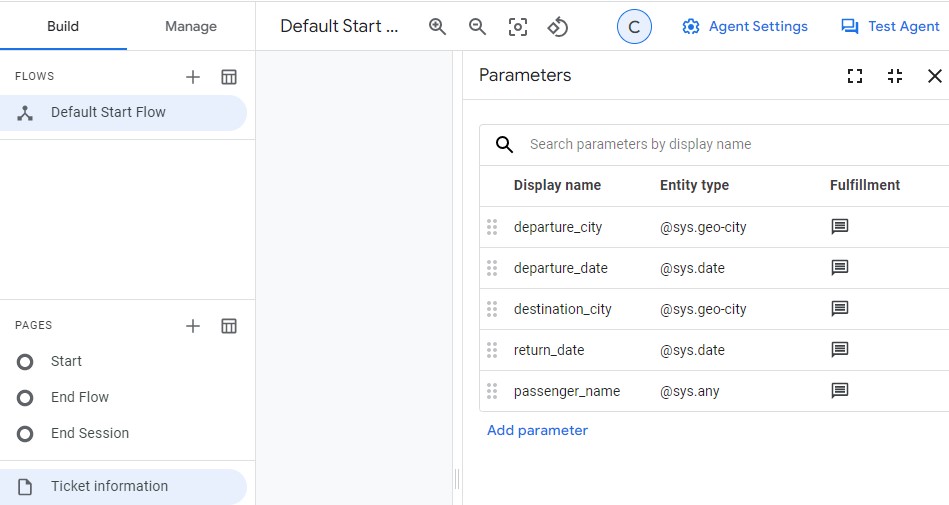 Build Manage Default Start ... C Agent Settings Test Agent
FLOWS
Default Start Flow
PAGES
Start
End Flow
End Session
Ticket information
Parameters
Search parameters by display name
Display name Entity type Fulfillment
departure_city @sys.geo-city
departure_date @sys.date
destination_city @sys.geo-city
return_date @sys.date
passenger_name @sys.any
Add parameter